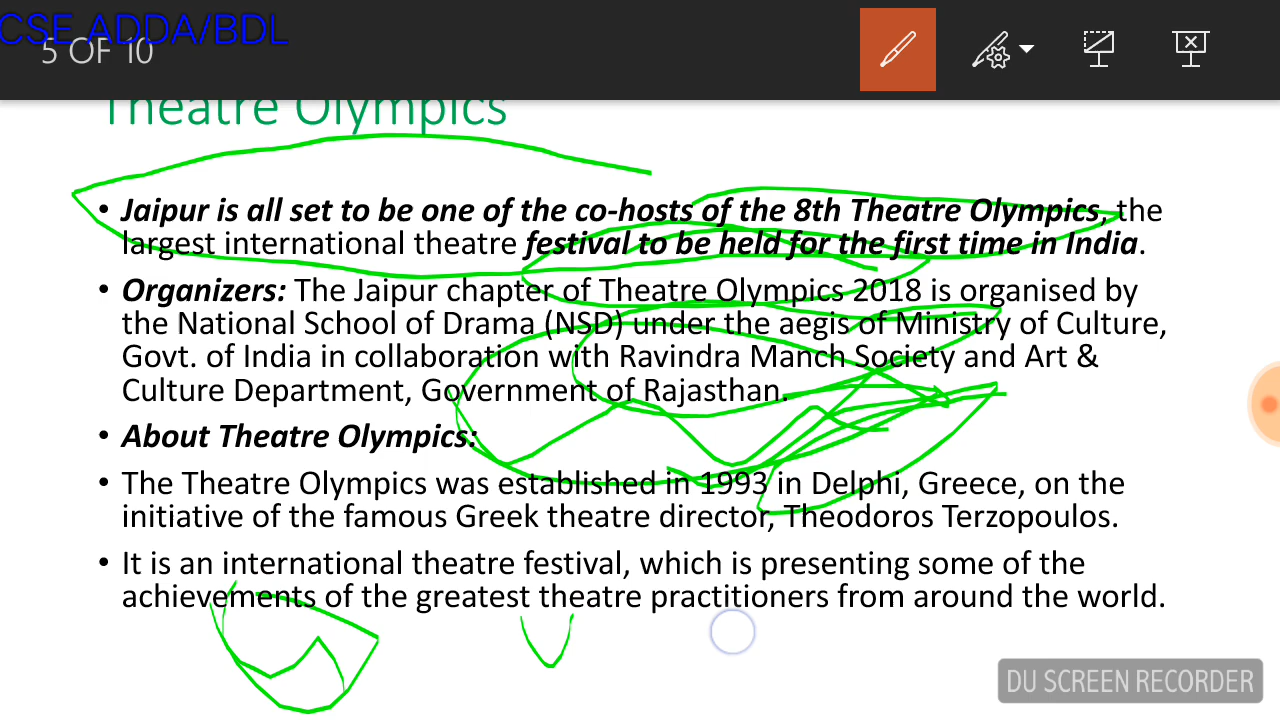 CSE ADDA/BDL
5 OF 10
Theatre Olympics
• Jaipur is all set to be one of the co-hosts of the 8th Theatre Olympics, the
largest international theatre festival to be held for the first time in India.
• Organizers: The Jaipur chapter of Theatre Olympics 2018 is organised by
the National School of Drama (NSD) under the aegis of Ministry of Culture,
Govt. of India in collaboration with Ravindra Manch Society and Art &
Culture Department, Government of Rajasthan.
• About Theatre Olympics:
• The Theatre Olympics was established in 1993 in Delphi, Greece, on the
initiative of the famous Greek theatre director, Theodoros Terzopoulos.
• It is an international theatre festival, which is presenting some of the
achievements of the greatest theatre practitioners from around the world.
DU SCREEN RECORDER